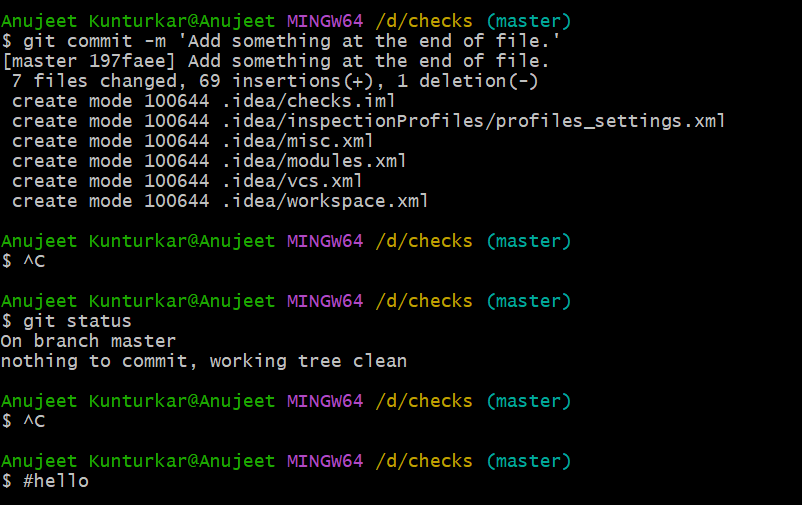 Anujeet Kunturkar@Anujeet MINGW64 /d/checks (master)
$ git commit -m 'Add something at the end of file.'
[master 197faee] Add something at the end of file.
 7 files changed, 69 insertions(+), 1 deletion(-)
 create mode 100644 .idea/checks.iml
 create mode 100644 .idea/inspectionProfiles/profiles_settings.xml
 create mode 100644 .idea/misc.xml
 create mode 100644 .idea/modules.xml
 create mode 100644 .idea/vcs.xml
 create mode 100644 .idea/workspace.xml
Anujeet Kunturkar@Anujeet MINGW64 /d/checks (master)
$ ^C
Anujeet Kunturkar@Anujeet MINGW64 /d/checks (master)
$ git status
On branch master
nothing to commit, working tree clean
Anujeet Kunturkar@Anujeet MINGW64 /d/checks (master)
$ ^C
Anujeet Kunturkar@Anujeet MINGW64 /d/checks (master)
$ #hello